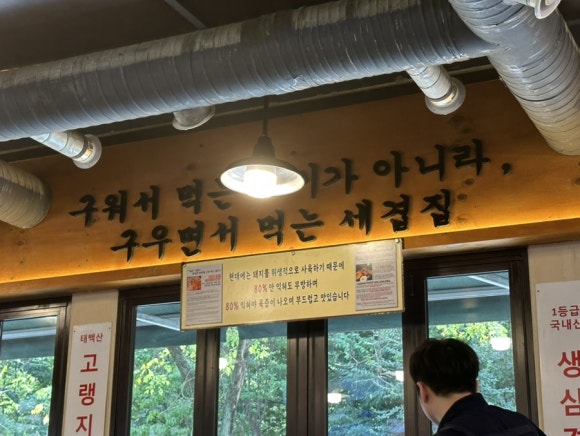 구워서 먹는 이가 아니라,
구우면서 먹는 세겹집
현대에는 돼지를 위생적으로 사육하기 때문에
80%만 익혀도 무방하며
80% 익혀야 육즙이 나오며 부드럽고 맛있습니다
태백산
고랭지
1등급
국내산
생
삼